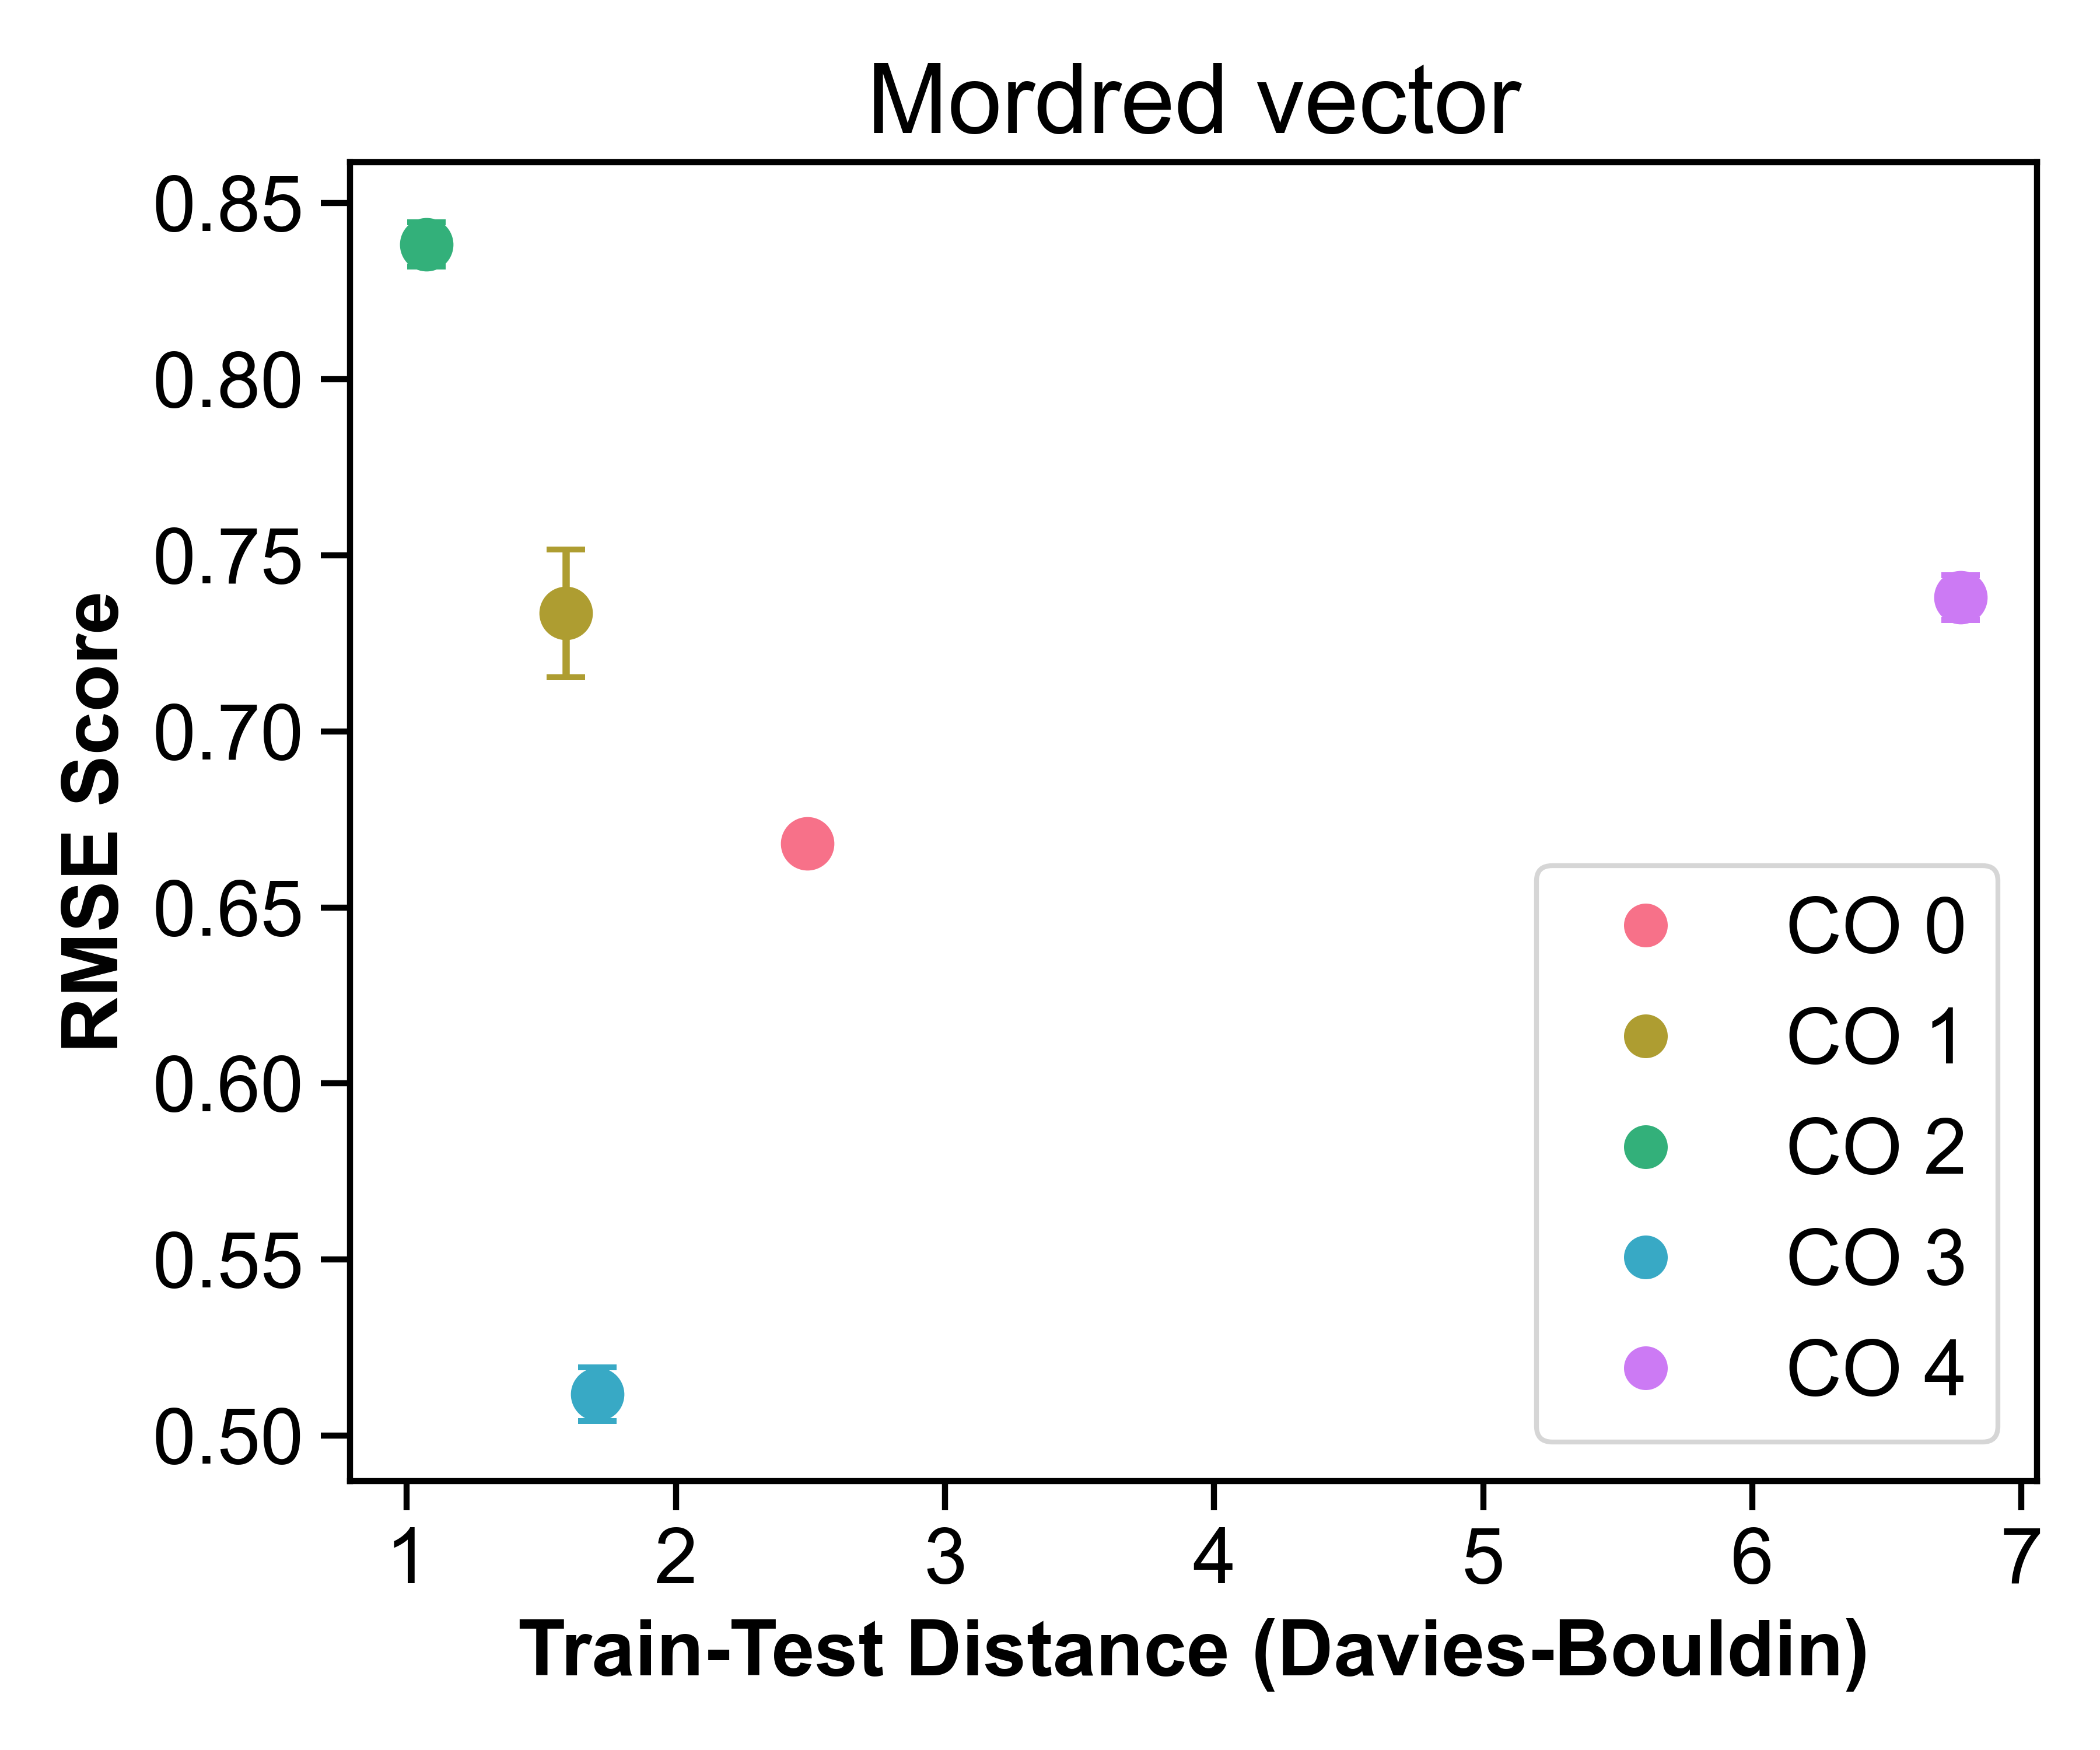 Mordred vector
RMSE Score
0.85
0.80
0.75
0.70
0.65
0.60
0.55
0.50
CO 0
CO 1
CO 2
CO 3
CO 4
1 2 3 4 5 6 7
Train-Test Distance (Davies-Bouldin)